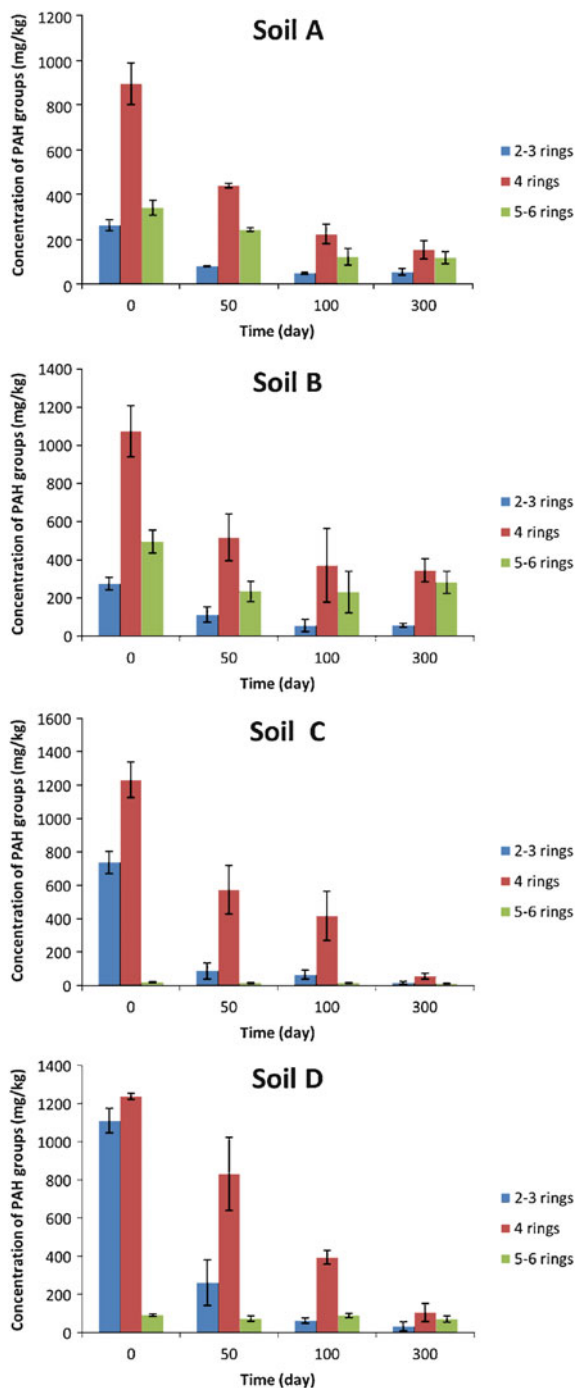 Soil A
Concentration of PAH groups (mg/kg)
1200
1000
800
600
400
200
0
0 50 100 300
Time (day)
2-3 rings
4 rings
5-6 rings
Soil B
Concentration of PAH groups (mg/kg)
1400
1200
1000
800
600
400
200
0
0 50 100 300
Time (day)
2-3 rings
4 rings
5-6 rings
Soil C
Concentration of PAH groups (mg/kg)
1800
1600
1400
1200
1000
800
600
400
200
0
0 50 100 300
Time (day)
2-3 rings
4 rings
5-6 rings
Soil D
Concentration of PAH groups (mg/kg)
1400
1200
1000
800
600
400
200
0
0 50 100 300
Time (day)
2-3 rings
4 rings
5-6 rings